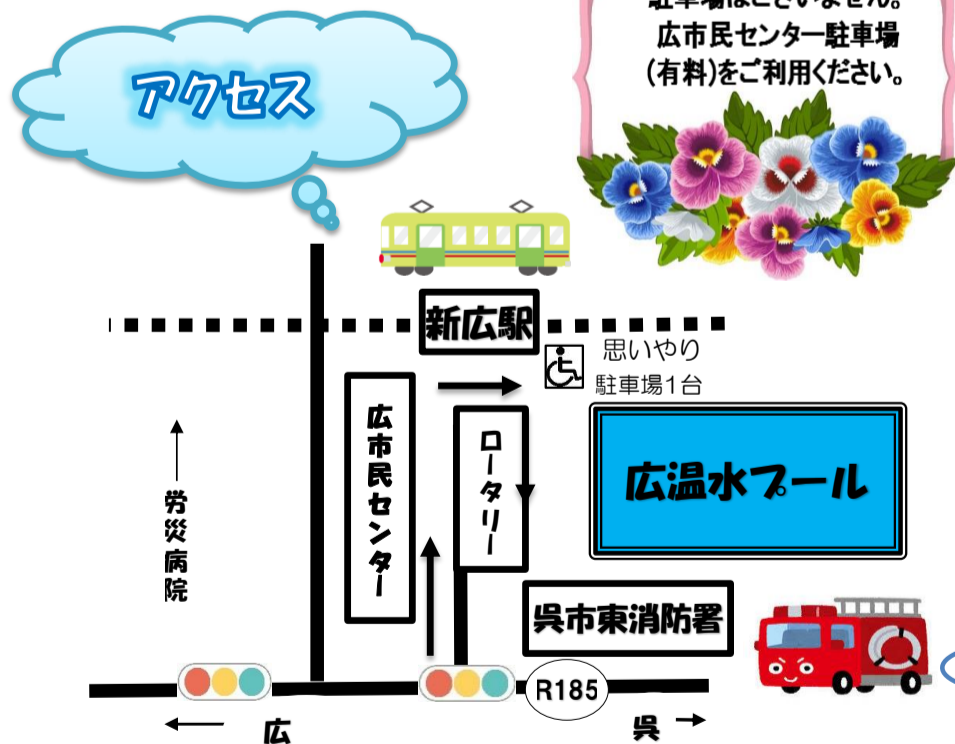 駐車場はございません。
広市民センター駐車場
(有料)をご利用ください。
アクセス
新広駅
思いやり
駐車場1台
広市民センター
ロータリー
広温水プール
労災病院
呉市東消防署
R185
広
呉